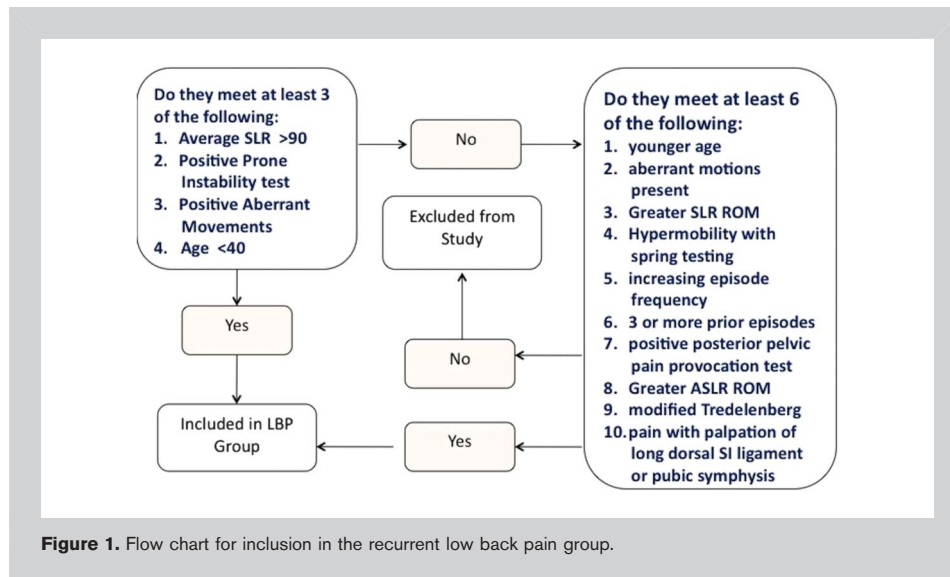 Do they meet at least 3
of the following:
1. Average SLR >90
2. Positive Prone
Instability test
3. Positive Aberrant
Movements
4. Age <40
No
Do they meet at least 6
of the following:
1. younger age
2. aberrant motions
present
3. Greater SLR ROM
4. Hypermobility with
spring testing
5. increasing episode
frequency
6. 3 or more prior episodes
7. positive posterior pelvic
pain provocation test
8. Greater ASLR ROM
9. modified Tredelenberg
10. pain with palpation of
long dorsal SI ligament
or pubic symphysis
Excluded from
Study
Yes
No
Included in LBP
Group
Yes
Figure 1. Flow chart for inclusion in the recurrent low back pain group.